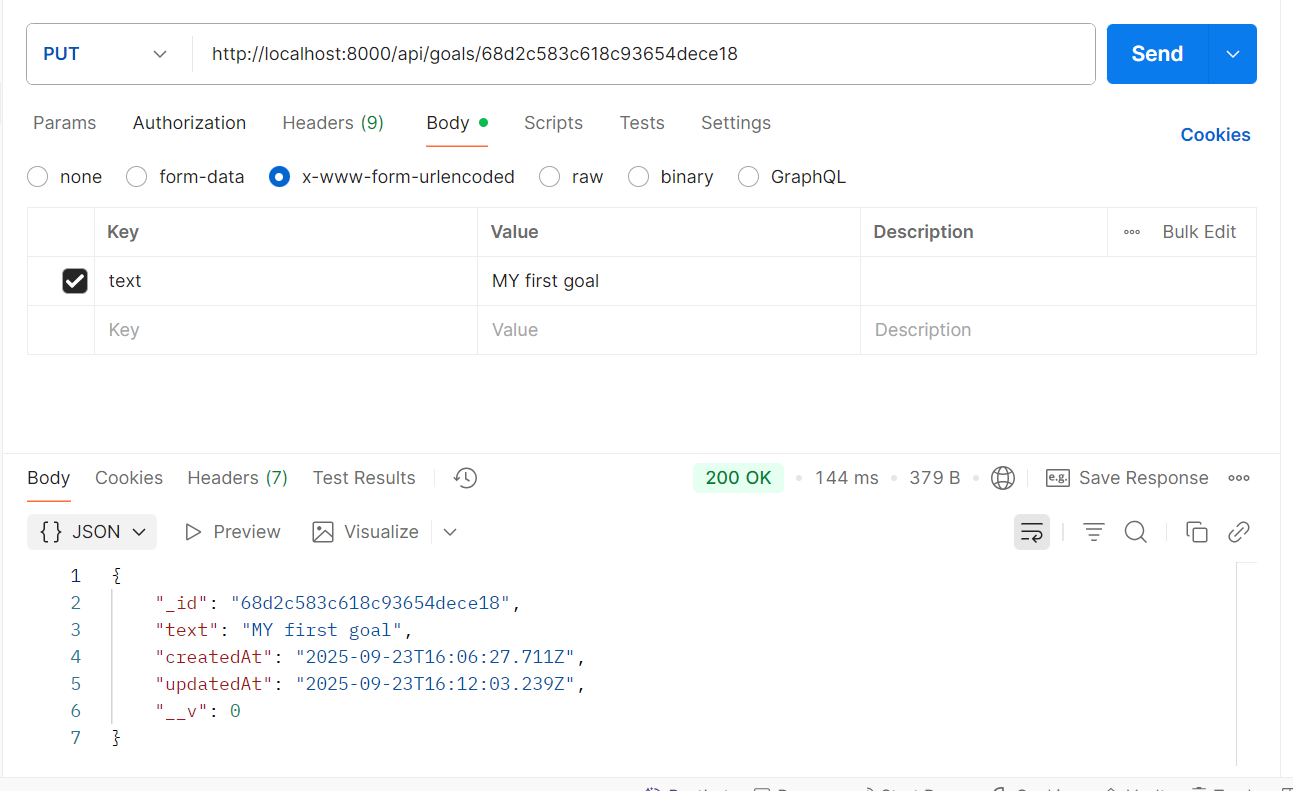 PUT http://localhost:8000/api/goals/68d2c583c618c93654dece18 Send
Params Authorization Headers (9) Body Scripts Tests Settings Cookies
none form-data x-www-form-urlencoded raw binary GraphQL
Key Value Description Bulk Edit
text MY first goal
Key Value Description
Body Cookies Headers (7) Test Results 200 OK 144 ms 379 B e.g. Save Response
{} JSON Preview Visualize
1 {
2 "_id": "68d2c583c618c93654dece18",
3 "text": "MY first goal",
4 "createdAt": "2025-09-23T16:06:27.711Z",
5 "updatedAt": "2025-09-23T16:12:03.239Z",
6 "__v": 0
7 }